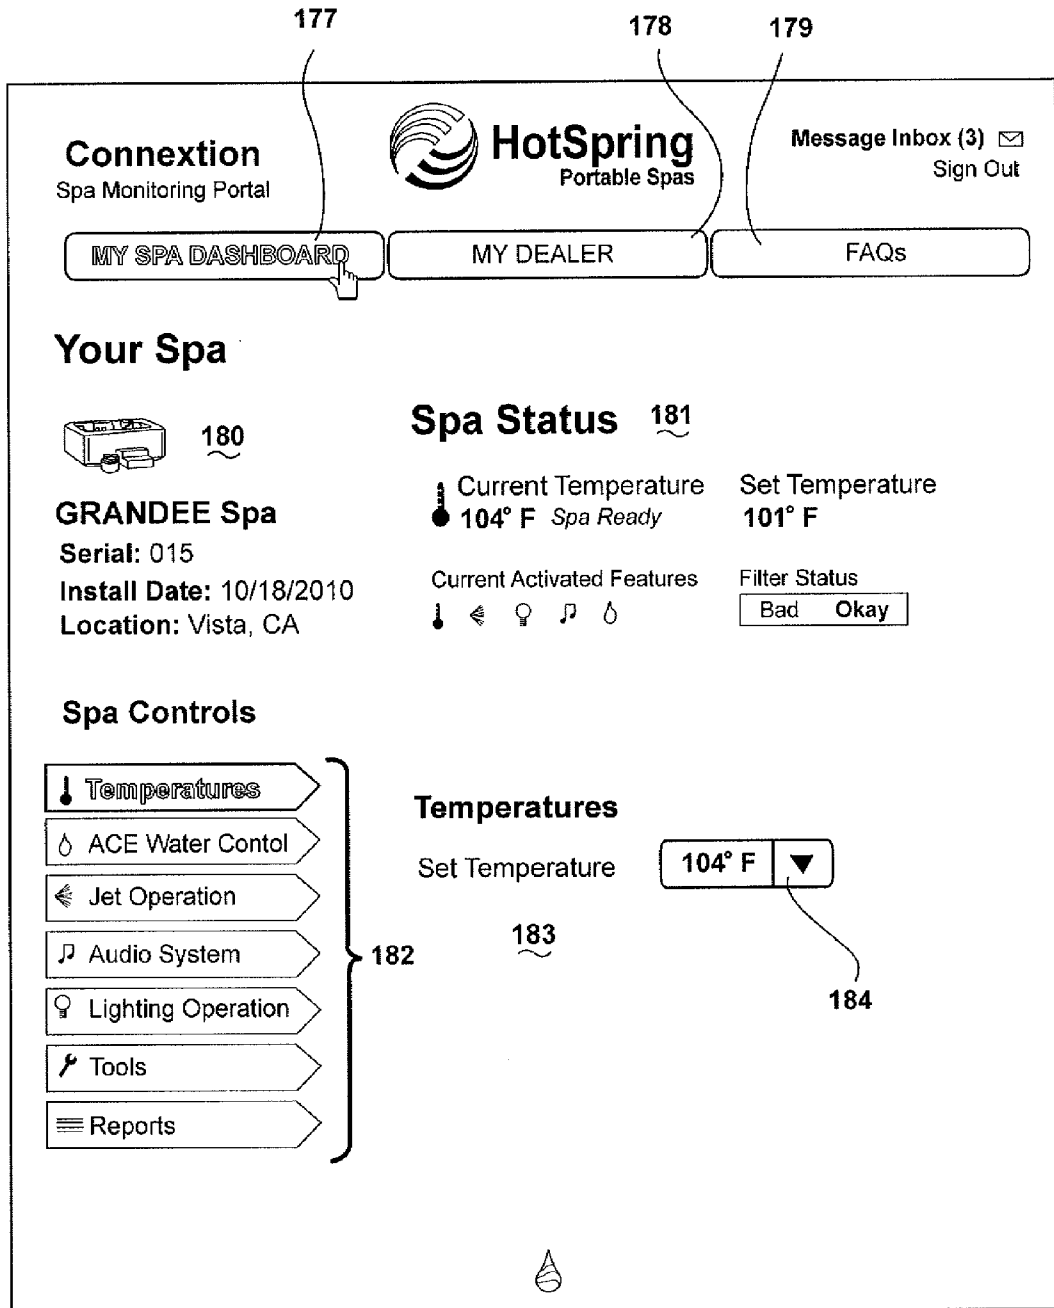 177
178
179
Connextion
Spa Monitoring Portal
HotSpring
Portable Spas
Message Inbox (3)
Sign Out
MY SPA DASHBOARD
MY DEALER
FAQs
Your Spa
180
GRANDEE Spa
Serial: 015
Install Date: 10/18/2010
Location: Vista, CA
Spa Status 181
Current Temperature
104° F Spa Ready
Set Temperature
101° F
Current Activated Features
Filter Status
Bad Okay
Spa Controls
Temperatures
ACE Water Contol
Jet Operation
Audio System
Lighting Operation
Tools
Reports
182
Temperatures
Set Temperature 104° F
183
184